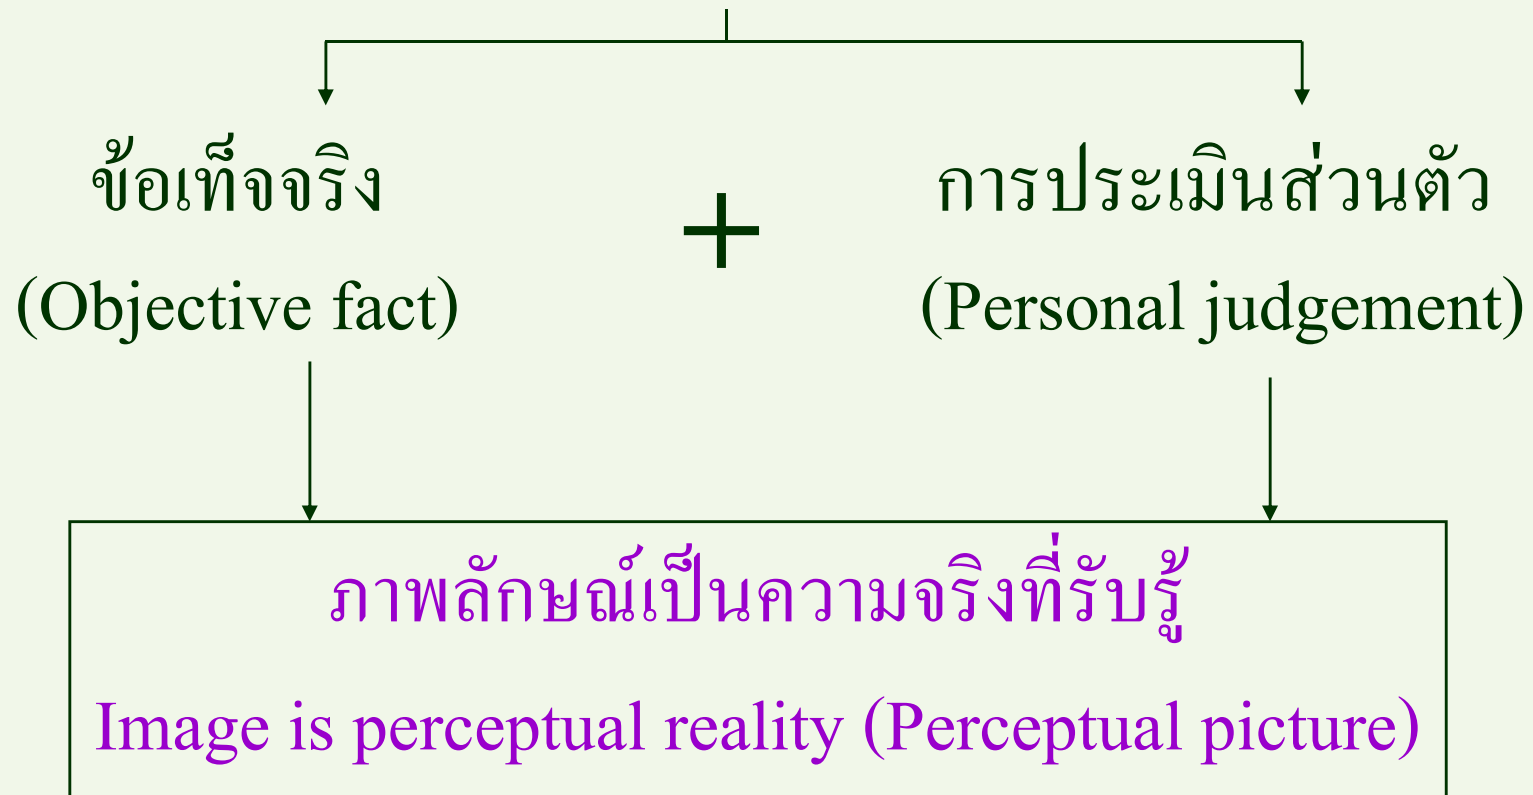 ข้อเท็จจริง
(Objective fact)
+
การประเมินส่วนตัว
(Personal judgement)
ภาพลักษณ์เป็นความจริงที่รับรู้
Image is perceptual reality (Perceptual picture)